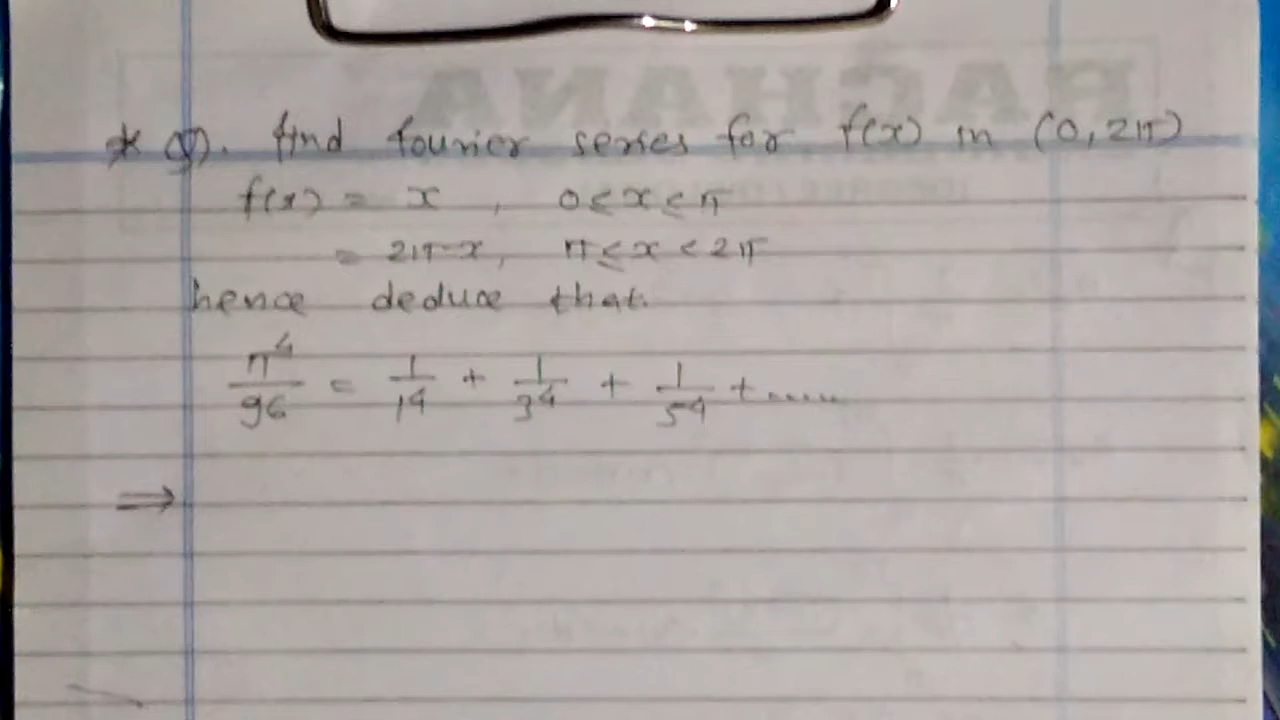 * Q). find fourier series for f(x) in (0, 2π)
f(x) = x , 0<x<π
= 2π-x, π≤x<2π
hence deduce that.
π⁴/96 = 1/1⁴ + 1/3⁴ + 1/5⁴ + ......
⇒